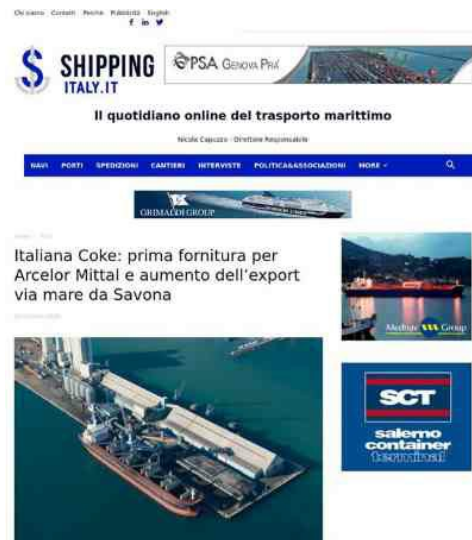 Chi siamo Contatti Perché Pubblicità English
SHIPPING
ITALY.IT
PSA GENOVA PRA'
Il quotidiano online del trasporto marittimo
Nicola Capuzzo - Direttore Responsabile
NAVI PORTI SPEDIZIONI CANTIERI INTERVISTE POLITICA&ASSOCIAZIONI MORE
GRIMALDI GROUP
Italiana Coke: prima fornitura per
Arcelor Mittal e aumento dell'export
via mare da Savona
Medtug Group
SCT
salerno
container
terminal